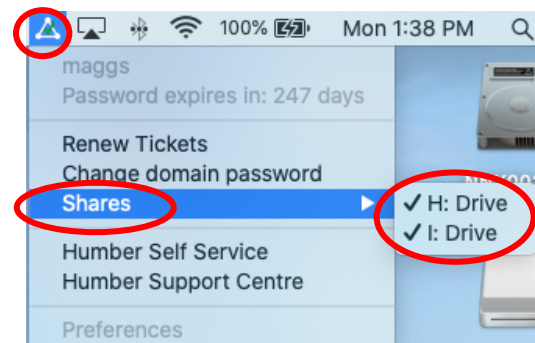 100% Mon 1:38 PM
maggs
Password expires in: 247 days
Renew Tickets
Change domain password
Shares
H: Drive
I: Drive
Humber Self Service
Humber Support Centre
Preferences